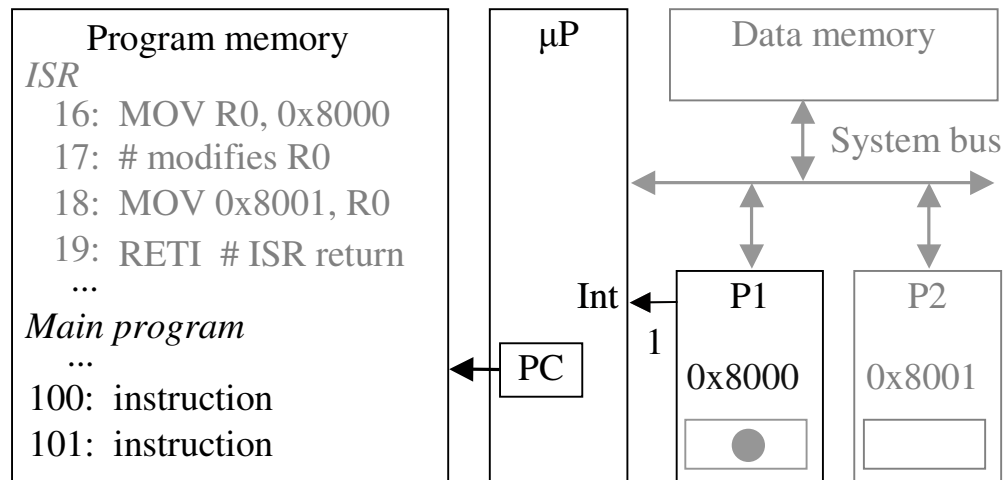 Program memory
ISR
16: MOV R0, 0x8000
17: # modifies R0
18: MOV 0x8001, R0
19: RETI # ISR return
...
Main program
...
100: instruction
101: instruction
μP
Int
PC
Data memory
System bus
1
P1
0x8000
P2
0x8001